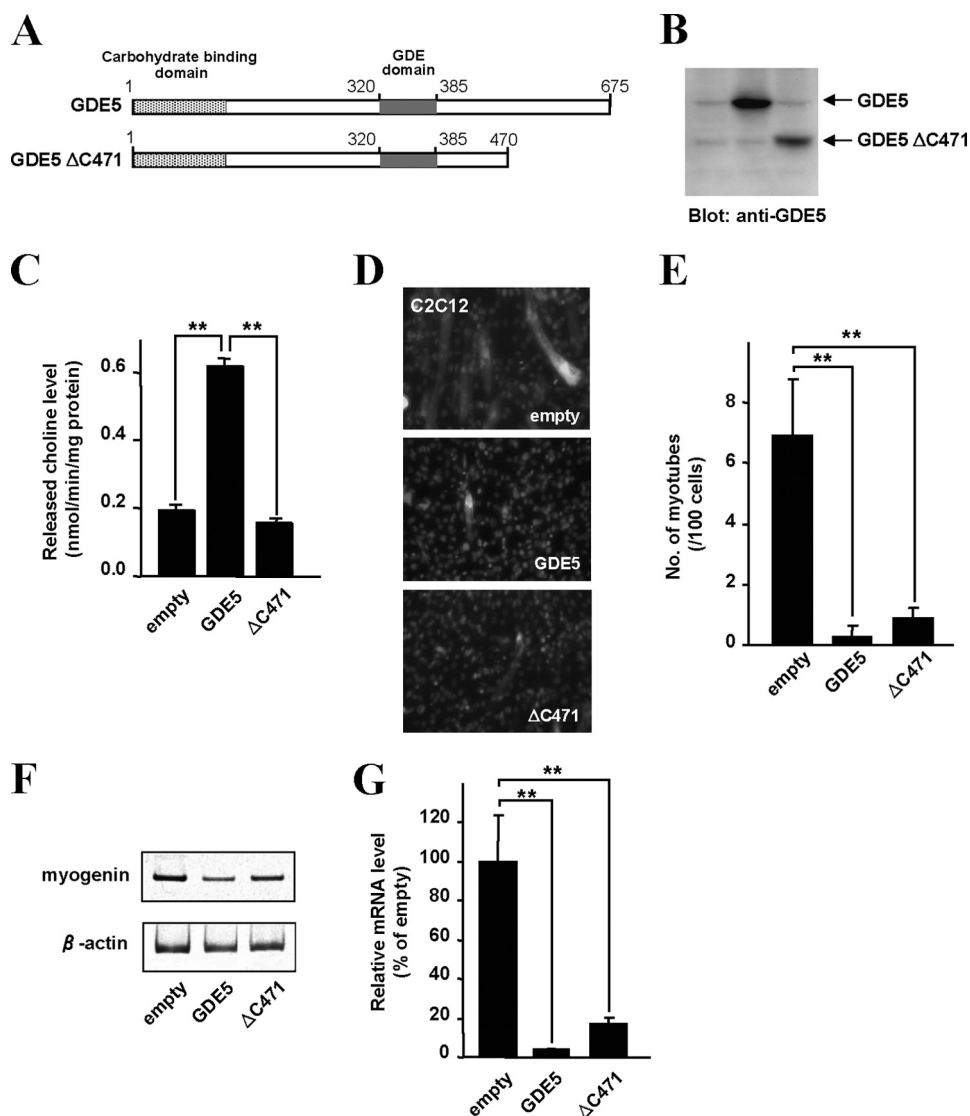 A
Carbohydrate binding
domain
GDE
domain
1
320
385
675
GDE5
1
320
385
470
GDE5 ΔC471
B
GDE5
GDE5 ΔC471
Blot: anti-GDE5
C
Released choline level
(nmol/min/mg protein)
0.6
0.4
0.2
0.0
**
**
empty
GDE5
ΔC471
D
C2C12
empty
GDE5
ΔC471
E
No. of myotubes
(/100 cells)
8
6
4
2
0
**
**
empty
GDE5
ΔC471
F
myogenin
β-actin
empty
GDE5
ΔC471
G
Relative mRNA level
(% of empty)
120
100
80
60
40
20
0
**
**
empty
GDE5
ΔC471